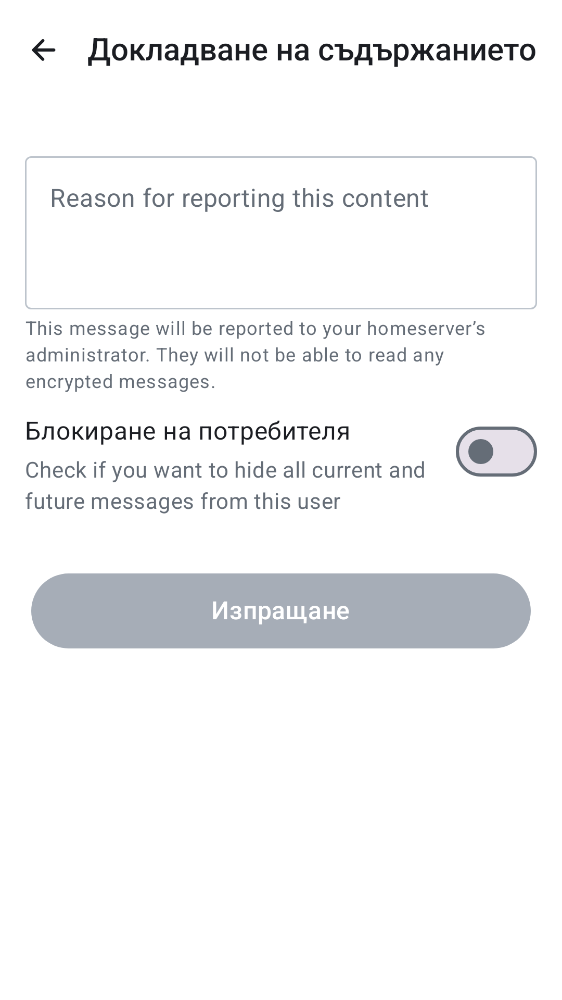 Докладване на съдържанието
Reason for reporting this content
This message will be reported to your homeserver’s
administrator. They will not be able to read any
encrypted messages.
Блокиране на потребителя
Check if you want to hide all current and
future messages from this user
Изпращане